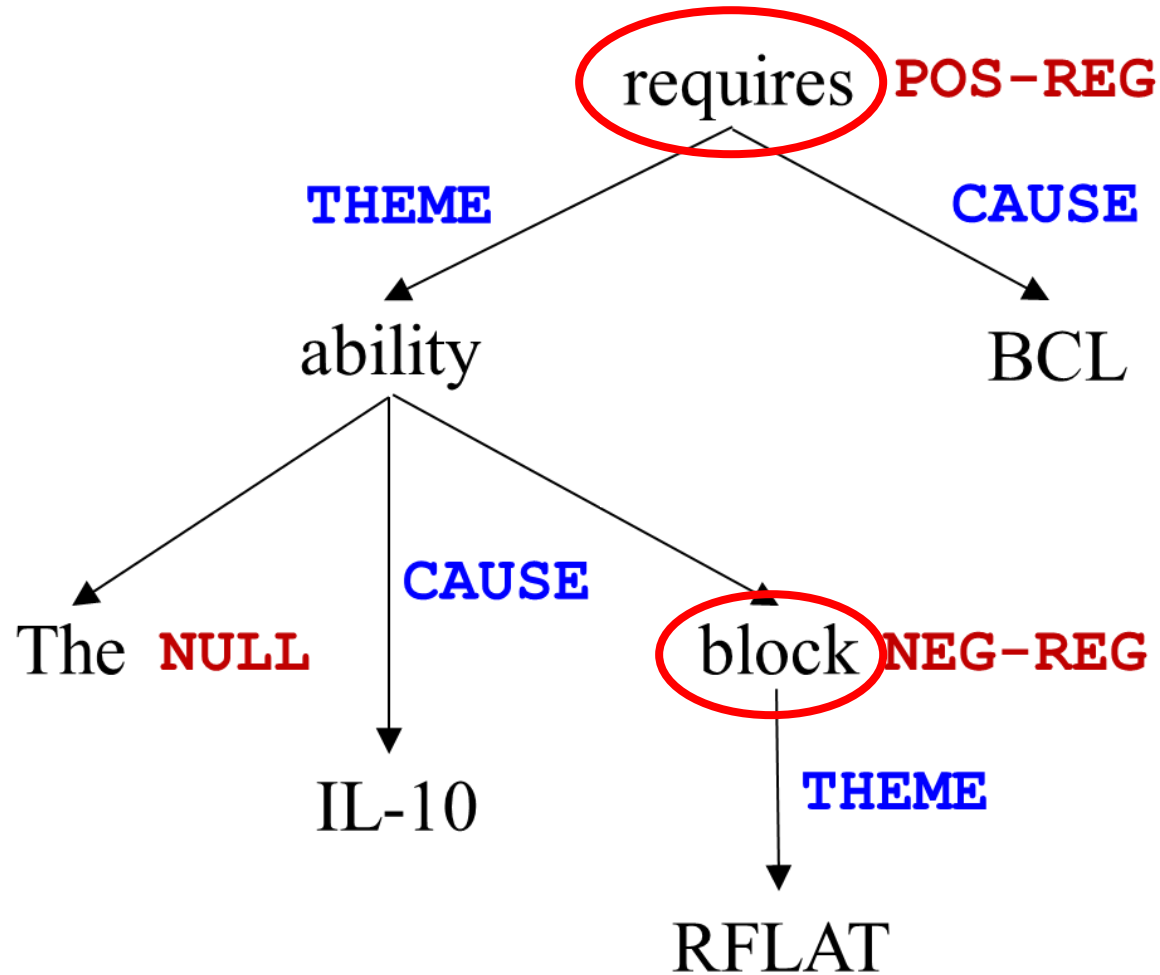 requires POS-REG
THEME CAUSE
ability BCL
CAUSE
The NULL block NEG-REG
THEME
IL-10
RFLAT